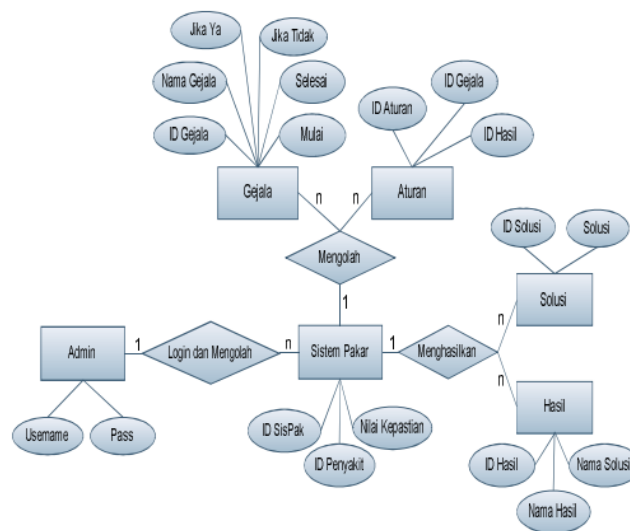 Jika Ya
Jika Tidak
Nama Gejala
Selesai
ID Gejala
Mulai
ID Gejala
ID Aturan
ID Hasil
Gejala
n
n
Aturan
Mengolah
1
ID Solusi
Solusi
Solusi
n
Admin
1
Login dan Mengolah
n
Sistem Pakar
1
Menghasilkan
n
Hasil
Username
Pass
ID SisPak
Nilai Kepastian
ID Penyakit
ID Hasil
Nama Solusi
Nama Hasil